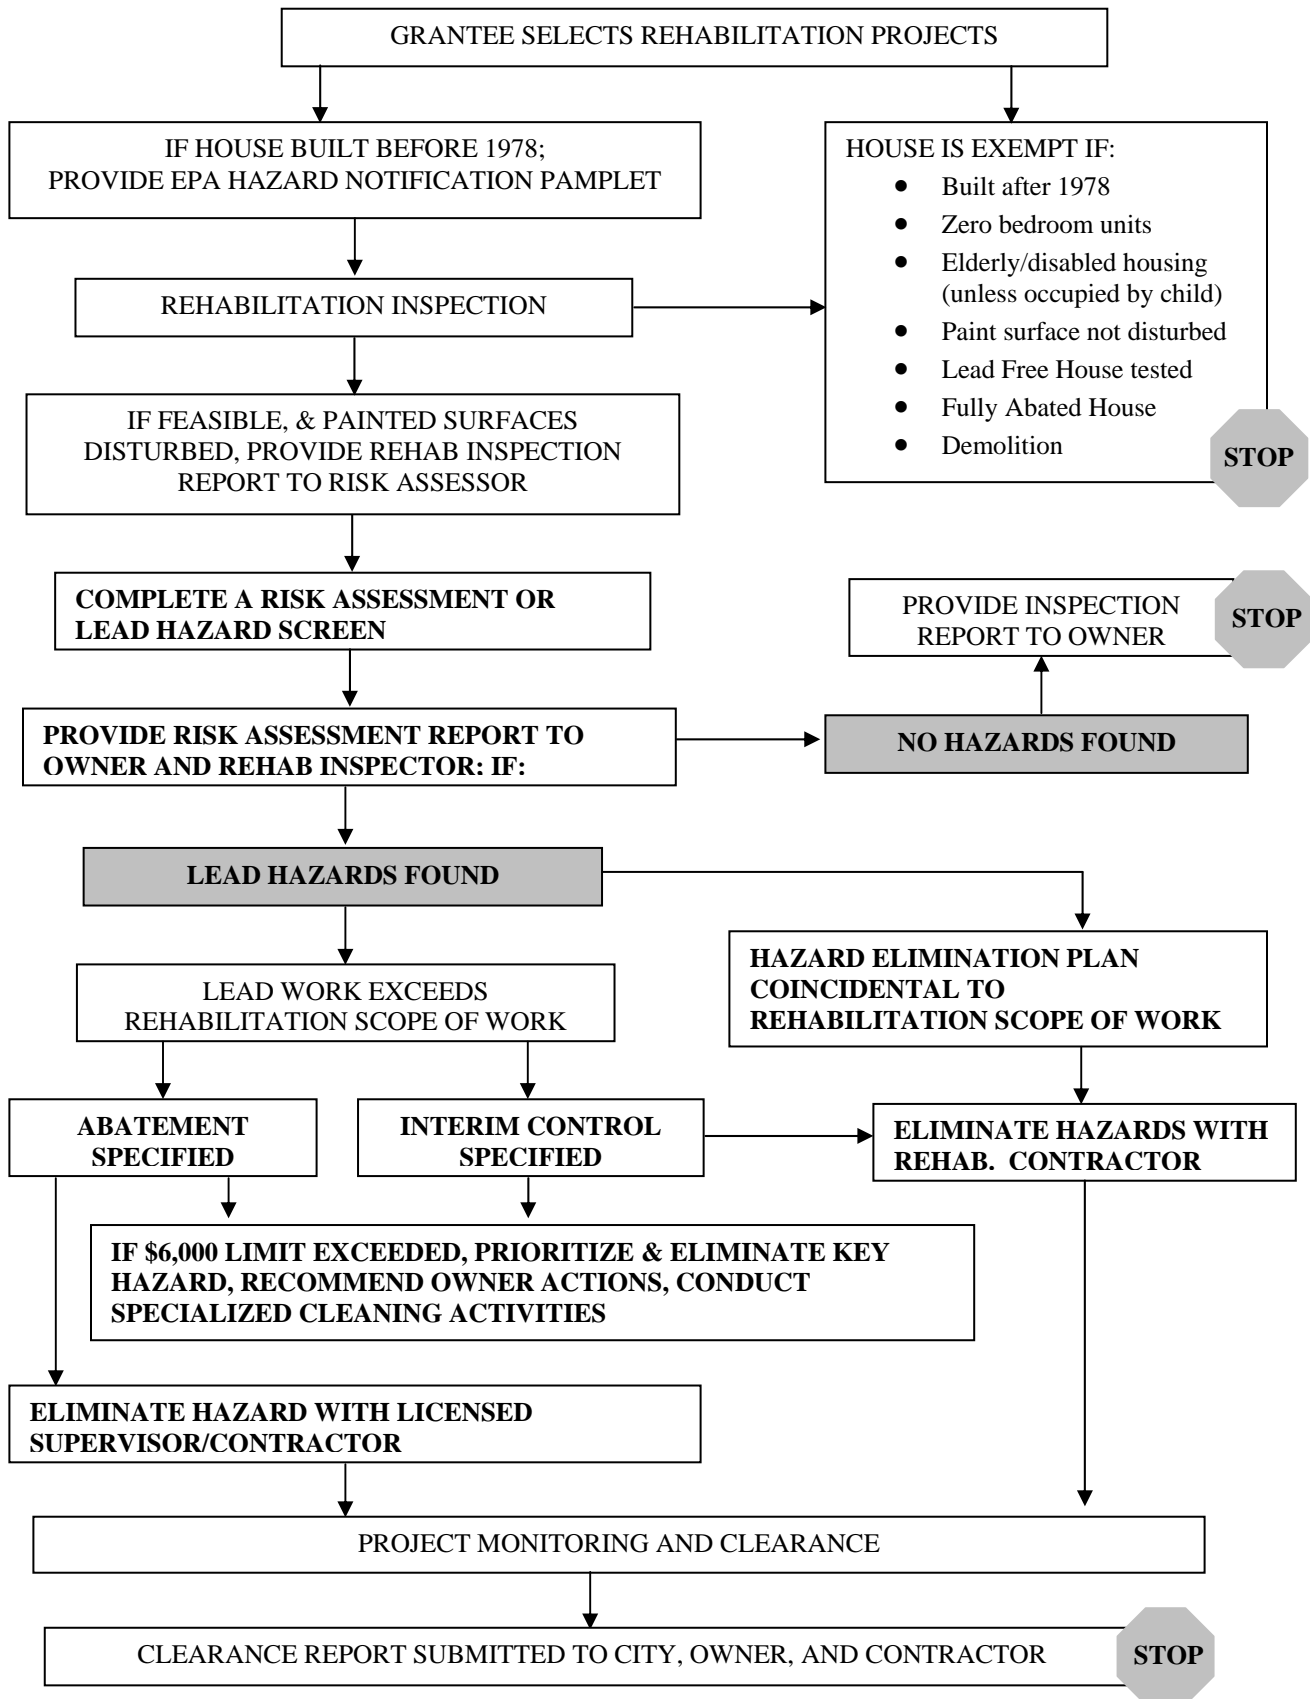 GRANTEE SELECTS REHABILITATION PROJECTS
IF HOUSE BUILT BEFORE 1978;
PROVIDE EPA HAZARD NOTIFICATION PAMPLET
HOUSE IS EXEMPT IF:
• Built after 1978
• Zero bedroom units
• Elderly/disabled housing
(unless occupied by child)
• Paint surface not disturbed
• Lead Free House tested
• Fully Abated House
• Demolition
STOP
REHABILITATION INSPECTION
IF FEASIBLE, & PAINTED SURFACES
DISTURBED, PROVIDE REHAB INSPECTION
REPORT TO RISK ASSESSOR
COMPLETE A RISK ASSESSMENT OR
LEAD HAZARD SCREEN
PROVIDE INSPECTION
REPORT TO OWNER
STOP
PROVIDE RISK ASSESSMENT REPORT TO
OWNER AND REHAB INSPECTOR: IF:
NO HAZARDS FOUND
LEAD HAZARDS FOUND
LEAD WORK EXCEEDS
REHABILITATION SCOPE OF WORK
HAZARD ELIMINATION PLAN
COINCIDENTAL TO
REHABILITATION SCOPE OF WORK
ABATEMENT
SPECIFIED
INTERIM CONTROL
SPECIFIED
ELIMINATE HAZARDS WITH
REHAB. CONTRACTOR
IF $6,000 LIMIT EXCEEDED, PRIORITIZE & ELIMINATE KEY
HAZARD, RECOMMEND OWNER ACTIONS, CONDUCT
SPECIALIZED CLEANING ACTIVITIES
ELIMINATE HAZARD WITH LICENSED
SUPERVISOR/CONTRACTOR
PROJECT MONITORING AND CLEARANCE
CLEARANCE REPORT SUBMITTED TO CITY, OWNER, AND CONTRACTOR
STOP